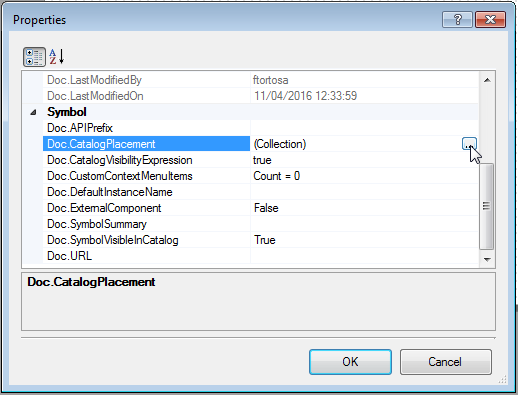 Properties
Doc.LastModifiedBy ftortosa
Doc.LastModifiedOn 11/04/2016 12:33:59
Symbol
Doc.APIPrefix
Doc.CatalogPlacement (Collection) ...
Doc.CatalogVisibilityExpression true
Doc.CustomContextMenuItems Count = 0
Doc.DefaultInstanceName
Doc.ExternalComponent False
Doc.SymbolSummary
Doc.SymbolVisibleInCatalog True
Doc.URL
Doc.CatalogPlacement
OK Cancel